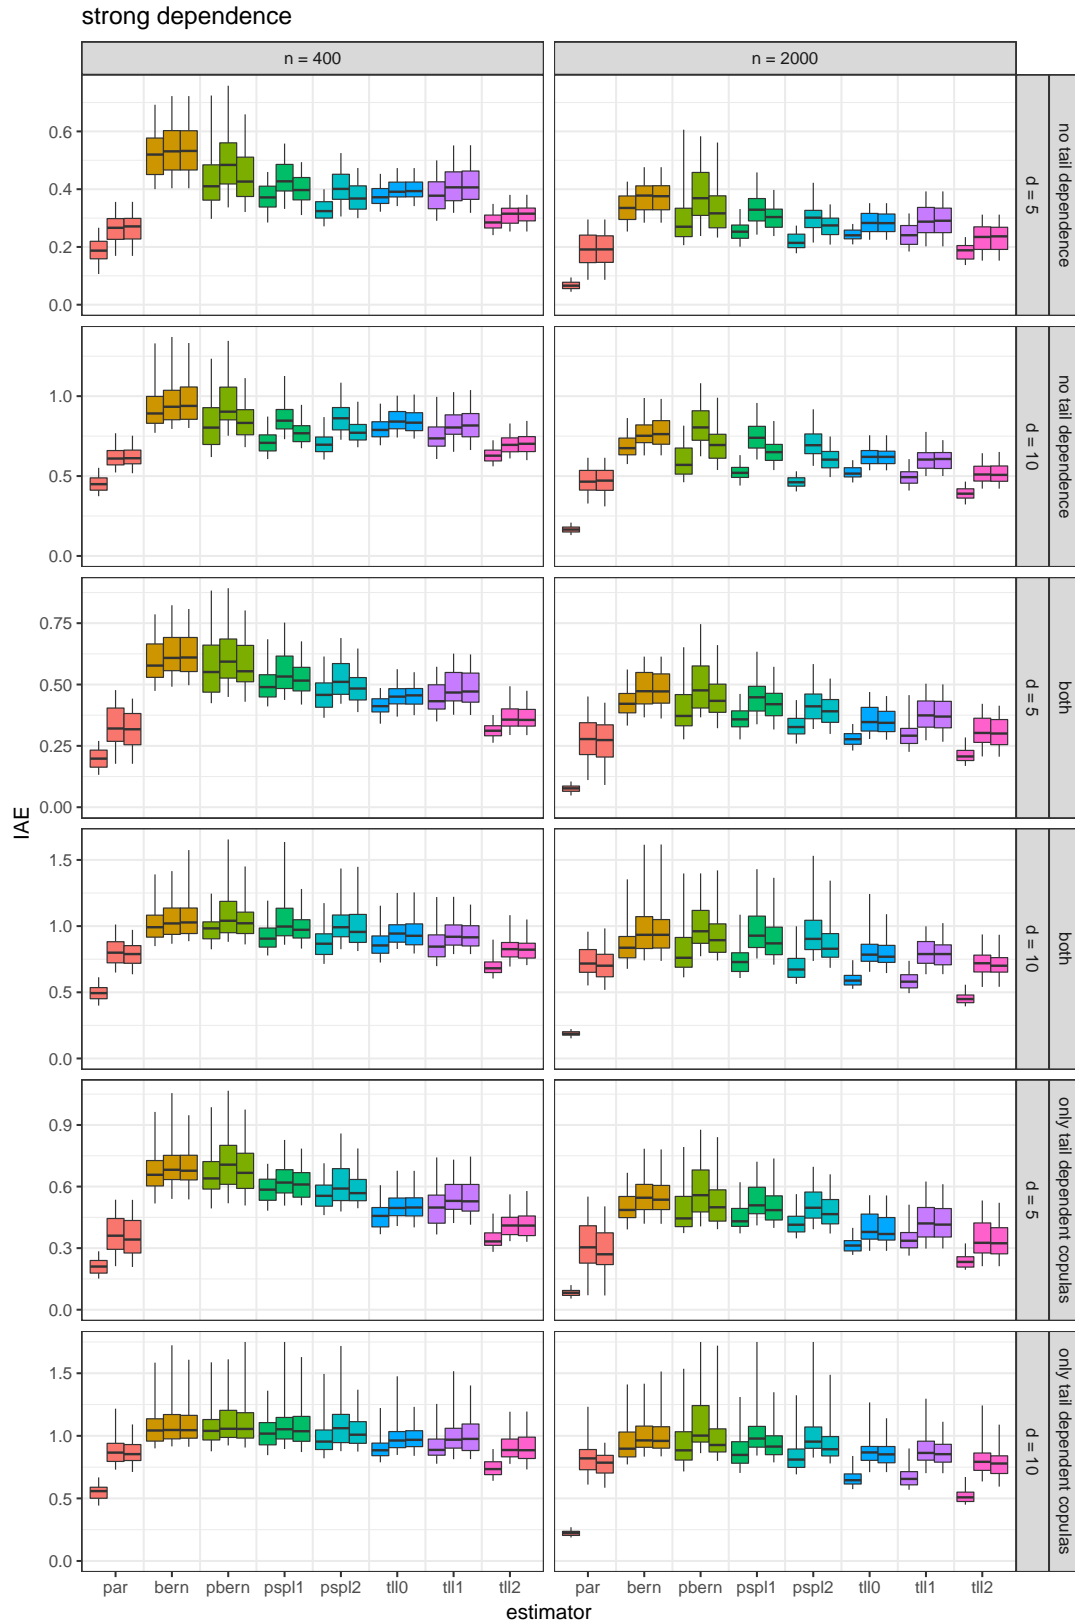 strong dependence
n = 400
n = 2000
0.6
0.4
0.2
0.0
no tail dependence
d = 5
1.0
0.5
0.0
no tail dependence
d = 10
0.75
0.50
0.25
0.00
both
d = 5
1.5
1.0
0.5
0.0
both
d = 10
0.9
0.6
0.3
0.0
only tail dependent copulas
d = 5
1.5
1.0
0.5
0.0
only tail dependent copulas
d = 10
IAE
par bern pbern pspl1 pspl2 tll0 tll1 tll2
par bern pbern pspl1 pspl2 tll0 tll1 tll2
estimator